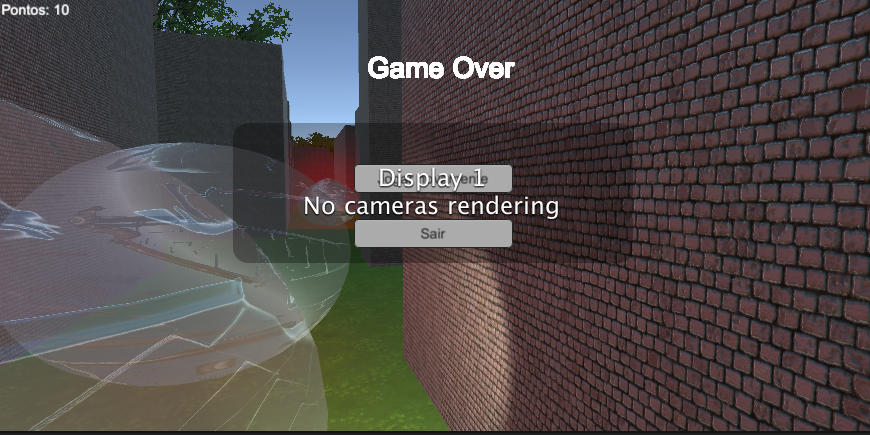 Pontos: 10
Game Over
Display 1
No cameras rendering
Sair